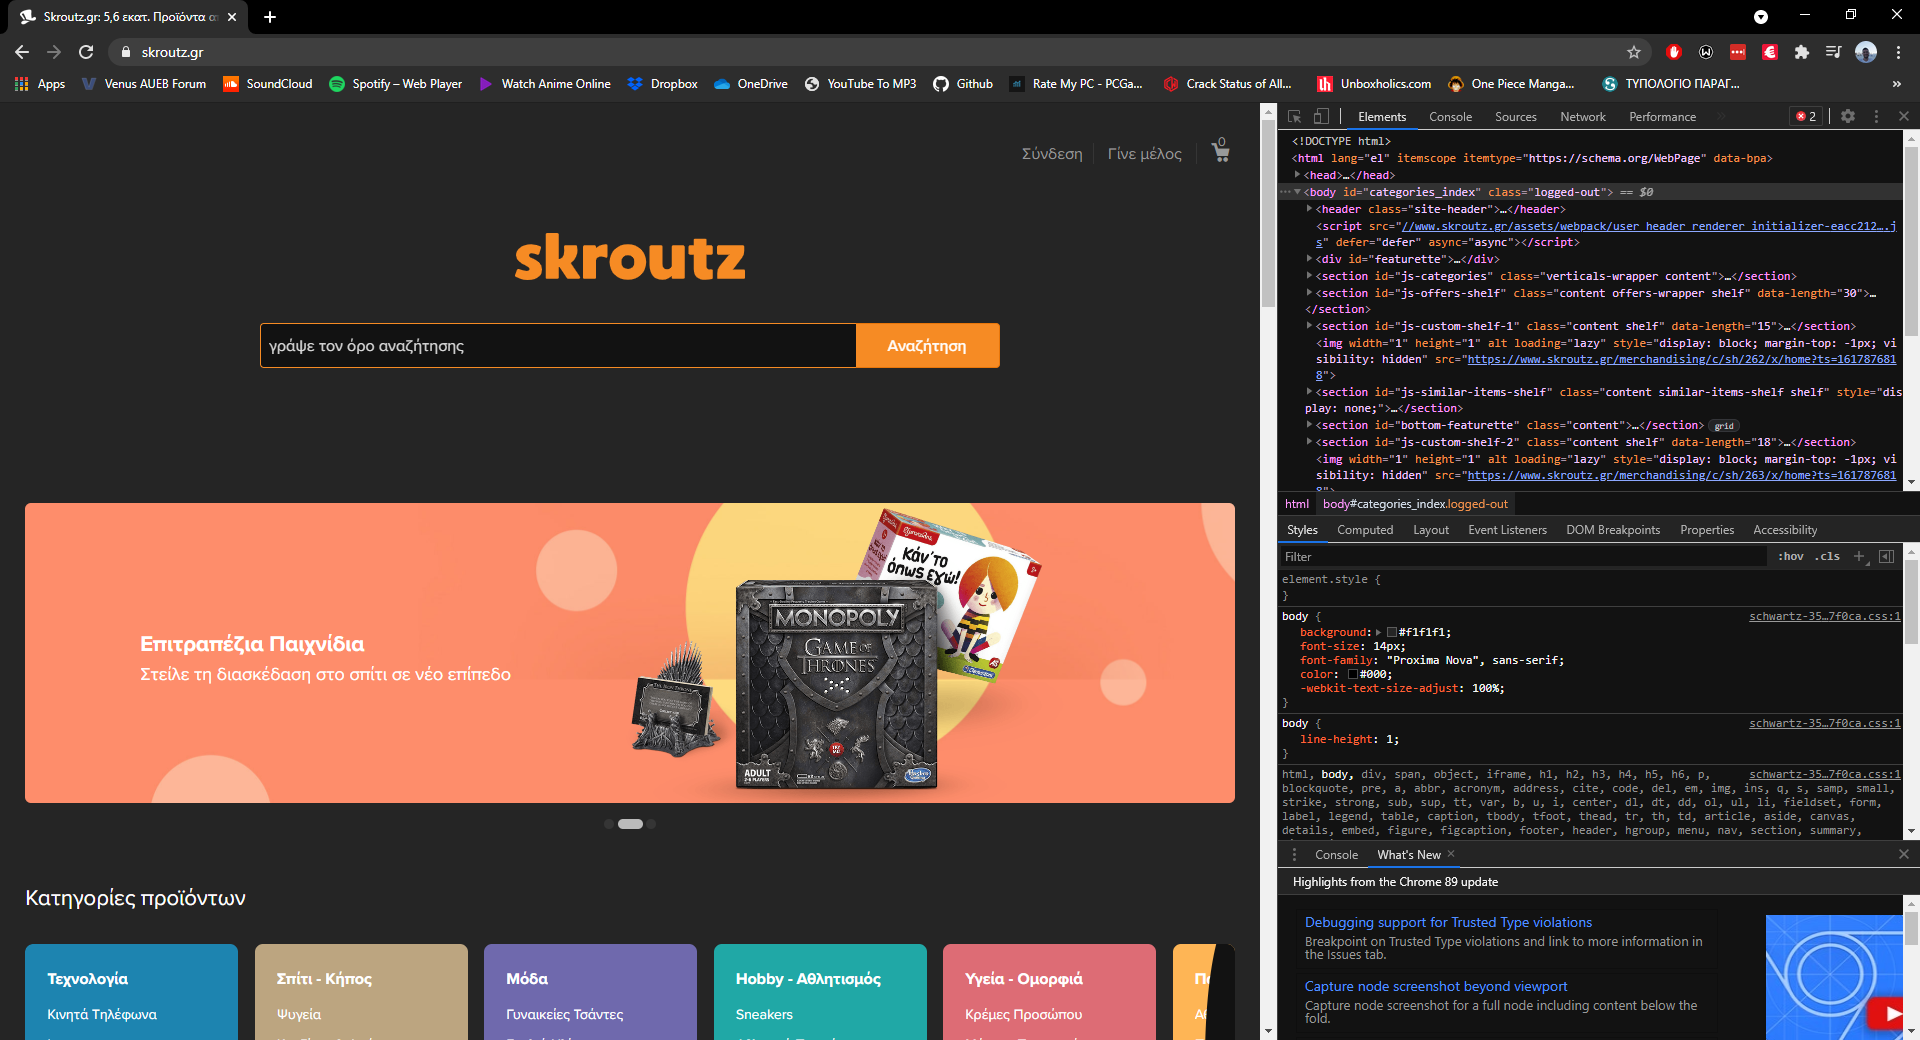 Skroutz.gr: 5,6 εκατ. Προϊόντα α
skroutz.gr
Apps
Venus AUEB Forum
SoundCloud
Spotify – Web Player
Watch Anime Online
Dropbox
OneDrive
YouTube To MP3
Github
Rate My PC - PCGa...
Crack Status of All...
Unboxholics.com
One Piece Manga...
ΤΥΠΟΛΟΓΙΟ ΠΑΡΑΓ...
Σύνδεση
Γίνε μέλος
0
skroutz
γράψε τον όρο αναζήτησης
Αναζήτηση
Επιτραπέζια Παιχνίδια
Στείλε τη διασκέδαση στο σπίτι σε νέο επίπεδο
Κάν'το
όπως εγώ!
MONOPOLY
GAME OF
THRONES
ADULT
Κατηγορίες προϊόντων
Τεχνολογία
Κινητά Τηλέφωνα
Σπίτι - Κήπος
Ψυγεία
Μόδα
Γυναικείες Τσάντες
Hobby - Αθλητισμός
Sneakers
Υγεία - Ομορφιά
Κρέμες Προσώπου
Elements
Console
Sources
Network
Performance
2
<!DOCTYPE html>
<html lang="el" itemscope itemtype="https://schema.org/WebPage" data-bpa>
<head>…</head>
<body id="categories_index" class="logged-out"> == $0
<header class="site-header">…</header>
<script src="//www.skroutz.gr/assets/webpack/user_header_renderer_initializer-eacc212….j
s" defer="defer" async="async"></script>
<div id="featurette">…</div>
<section id="js-categories" class="verticals-wrapper content">…</section>
<section id="js-offers-shelf" class="content offers-wrapper shelf" data-length="30">…
</section>
<section id="js-custom-shelf-1" class="content shelf" data-length="15">…</section>
<img width="1" height="1" alt loading="lazy" style="display: block; margin-top: -1px; vi
sibility: hidden" src="https://www.skroutz.gr/merchandising/c/sh/262/x/home?ts=161787681
8">
<section id="js-similar-items-shelf" class="content similar-items-shelf shelf" style="dis
play: none;">…</section>
<section id="bottom-featurette" class="content">…</section> grid
<section id="js-custom-shelf-2" class="content shelf" data-length="18">…</section>
<img width="1" height="1" alt loading="lazy" style="display: block; margin-top: -1px; vi
sibility: hidden" src="https://www.skroutz.gr/merchandising/c/sh/263/x/home?ts=161787681
html
body#categories_index.logged-out
Styles
Computed
Layout
Event Listeners
DOM Breakpoints
Properties
Accessibility
Filter
:hov
.cls
element.style {
}
body {
schwartz-35…7f0ca.css:1
background: #f1f1f1;
font-size: 14px;
font-family: "Proxima Nova", sans-serif;
color: #000;
-webkit-text-size-adjust: 100%;
}
body {
schwartz-35…7f0ca.css:1
line-height: 1;
}
html, body, div, span, object, iframe, h1, h2, h3, h4, h5, h6, p,
schwartz-35…7f0ca.css:1
blockquote, pre, a, abbr, acronym, address, cite, code, del, em, img, ins, q, s, samp, small,
strike, strong, sub, sup, tt, var, b, u, i, center, dl, dt, dd, ol, ul, li, fieldset, form,
label, legend, table, caption, tbody, tfoot, thead, tr, th, td, article, aside, canvas,
details, embed, figure, figcaption, footer, header, hgroup, menu, nav, section, summary,
Console
What's New
Highlights from the Chrome 89 update
Debugging support for Trusted Type violations
Breakpoint on Trusted Type violations and link to more information in
the Issues tab.
Capture node screenshot beyond viewport
Capture node screenshot for a full node including content below the
fold.